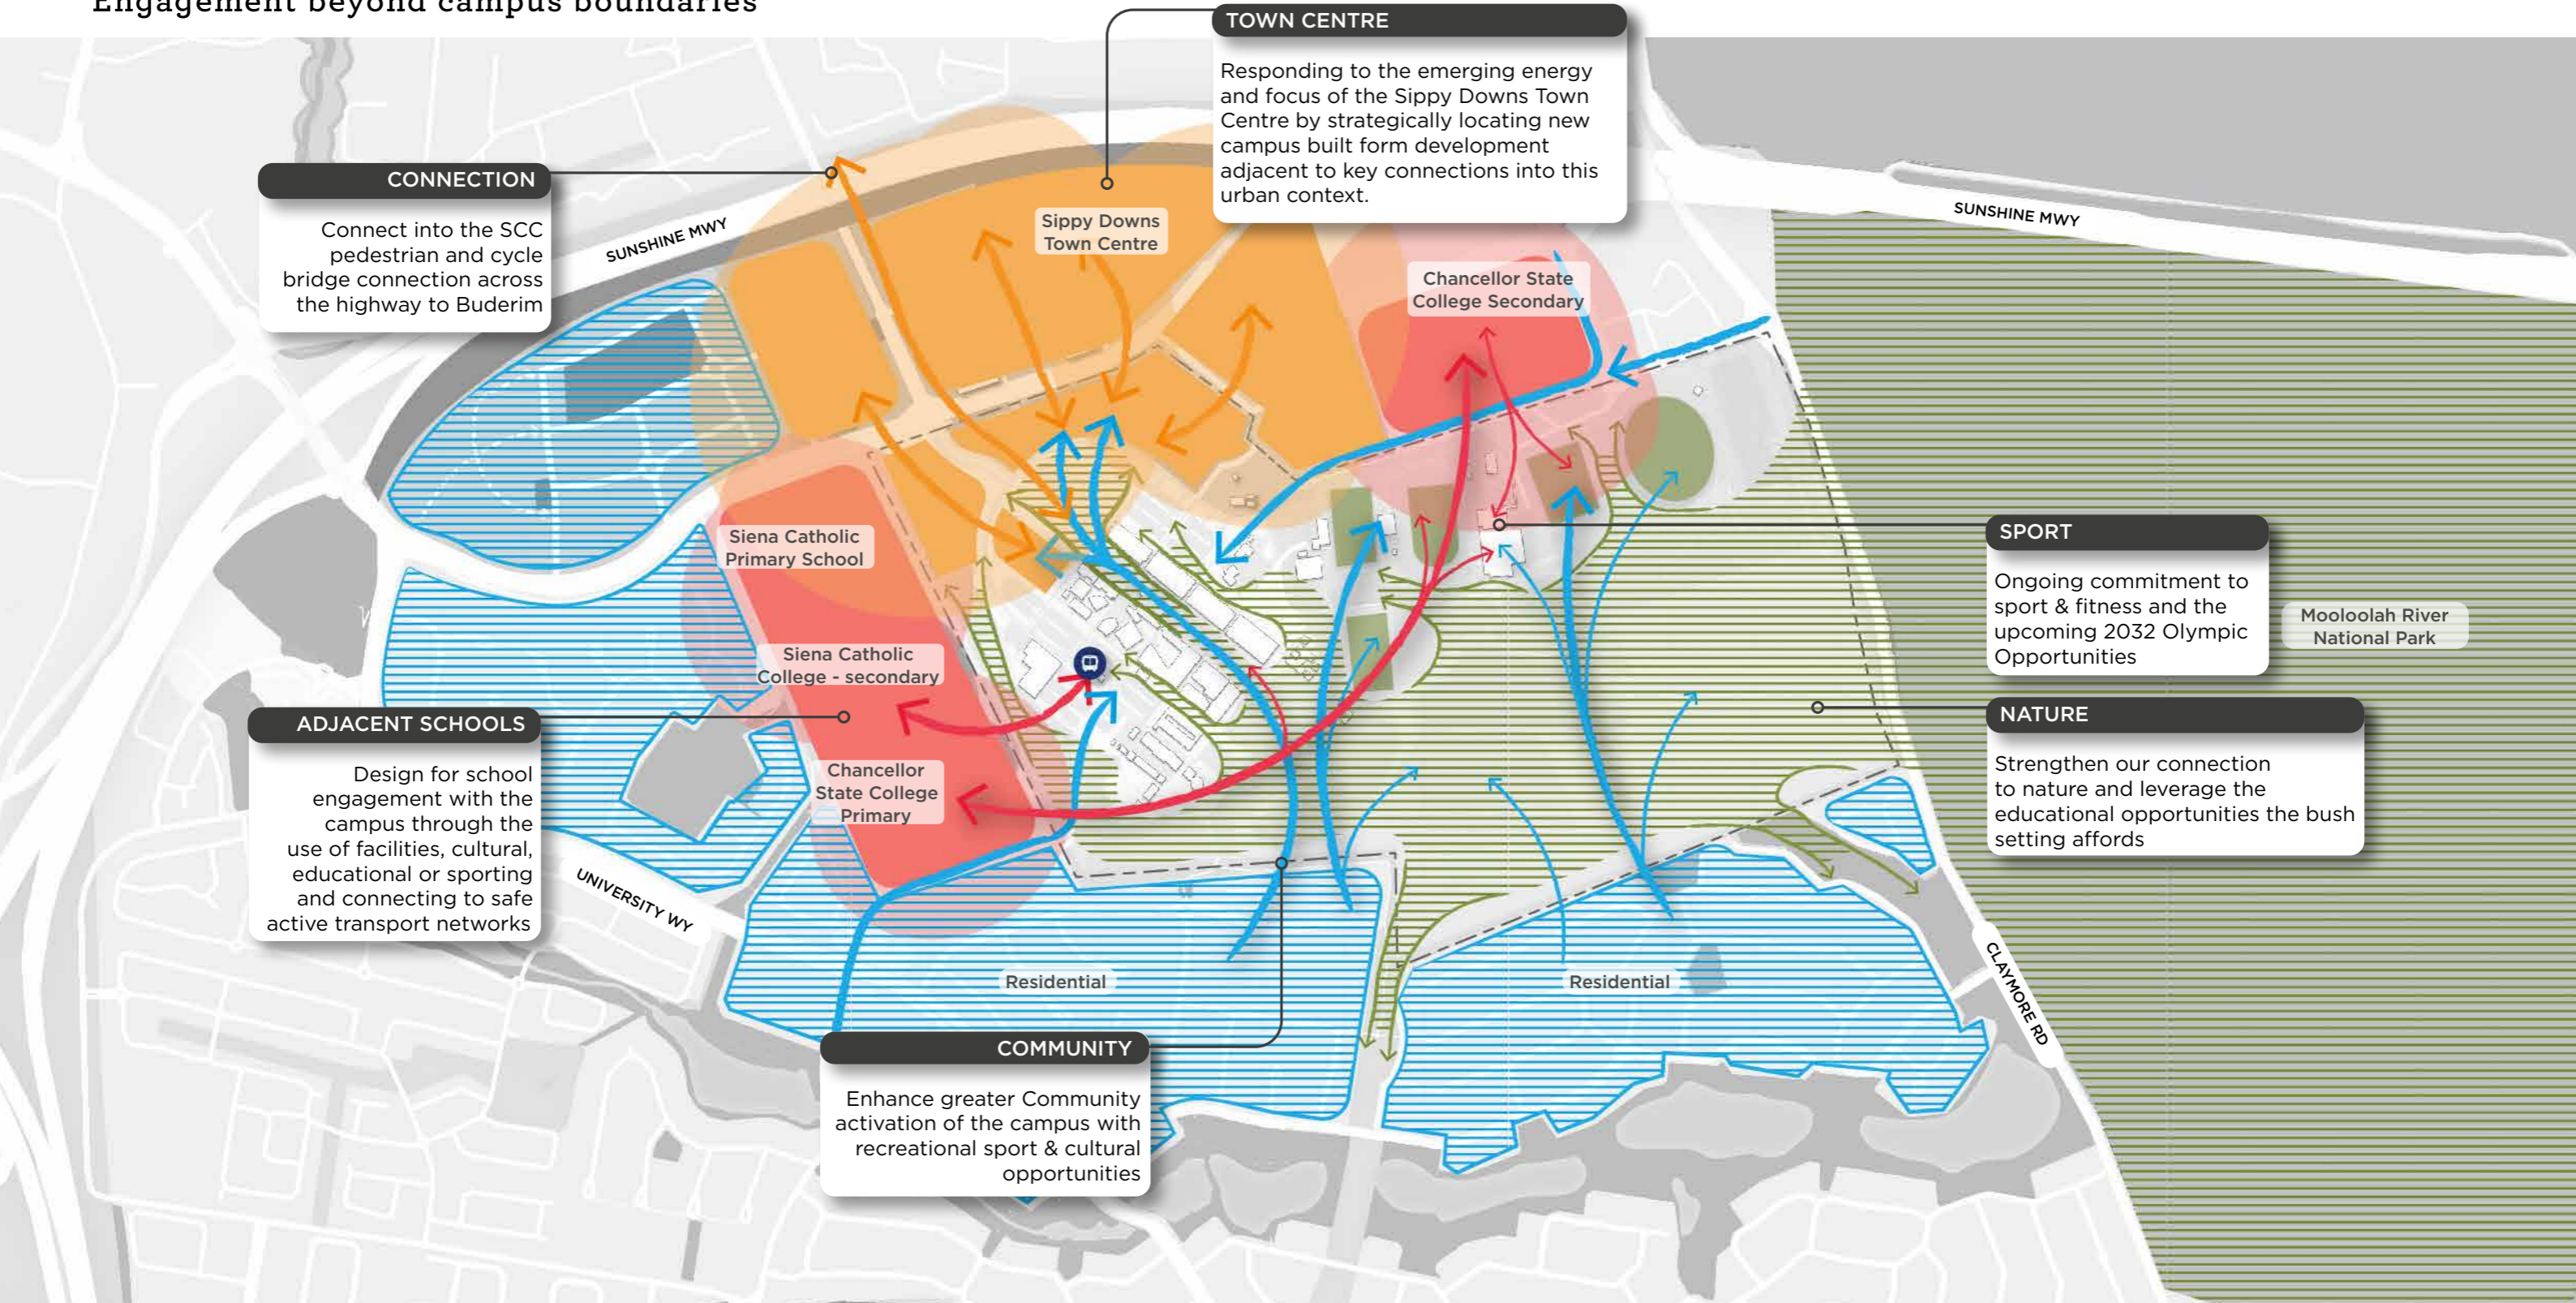 Engagement beyond campus boundaries
TOWN CENTRE
Responding to the emerging energy
and focus of the Sippy Downs Town
Centre by strategically locating new
campus built form development
adjacent to key connections into this
urban context.
CONNECTION
Connect into the SCC
pedestrian and cycle
bridge connection across
the highway to Buderim
SUNSHINE MWY
Sippy Downs
Town Centre
SUNSHINE MWY
Chancellor State
College Secondary
Siena Catholic
Primary School
SPORT
Ongoing commitment to
sport & fitness and the
upcoming 2032 Olympic
Opportunities
Mooloolah River
National Park
Siena Catholic
College - secondary
ADJACENT SCHOOLS
Design for school
engagement with the
campus through the
use of facilities, cultural,
educational or sporting
and connecting to safe
active transport networks
NATURE
Strengthen our connection
to nature and leverage the
educational opportunities the bush
setting affords
Chancellor
State College
Primary
UNIVERSITY WY
Residential
Residential
CLAYMORE RD
COMMUNITY
Enhance greater Community
activation of the campus with
recreational sport & cultural
opportunities